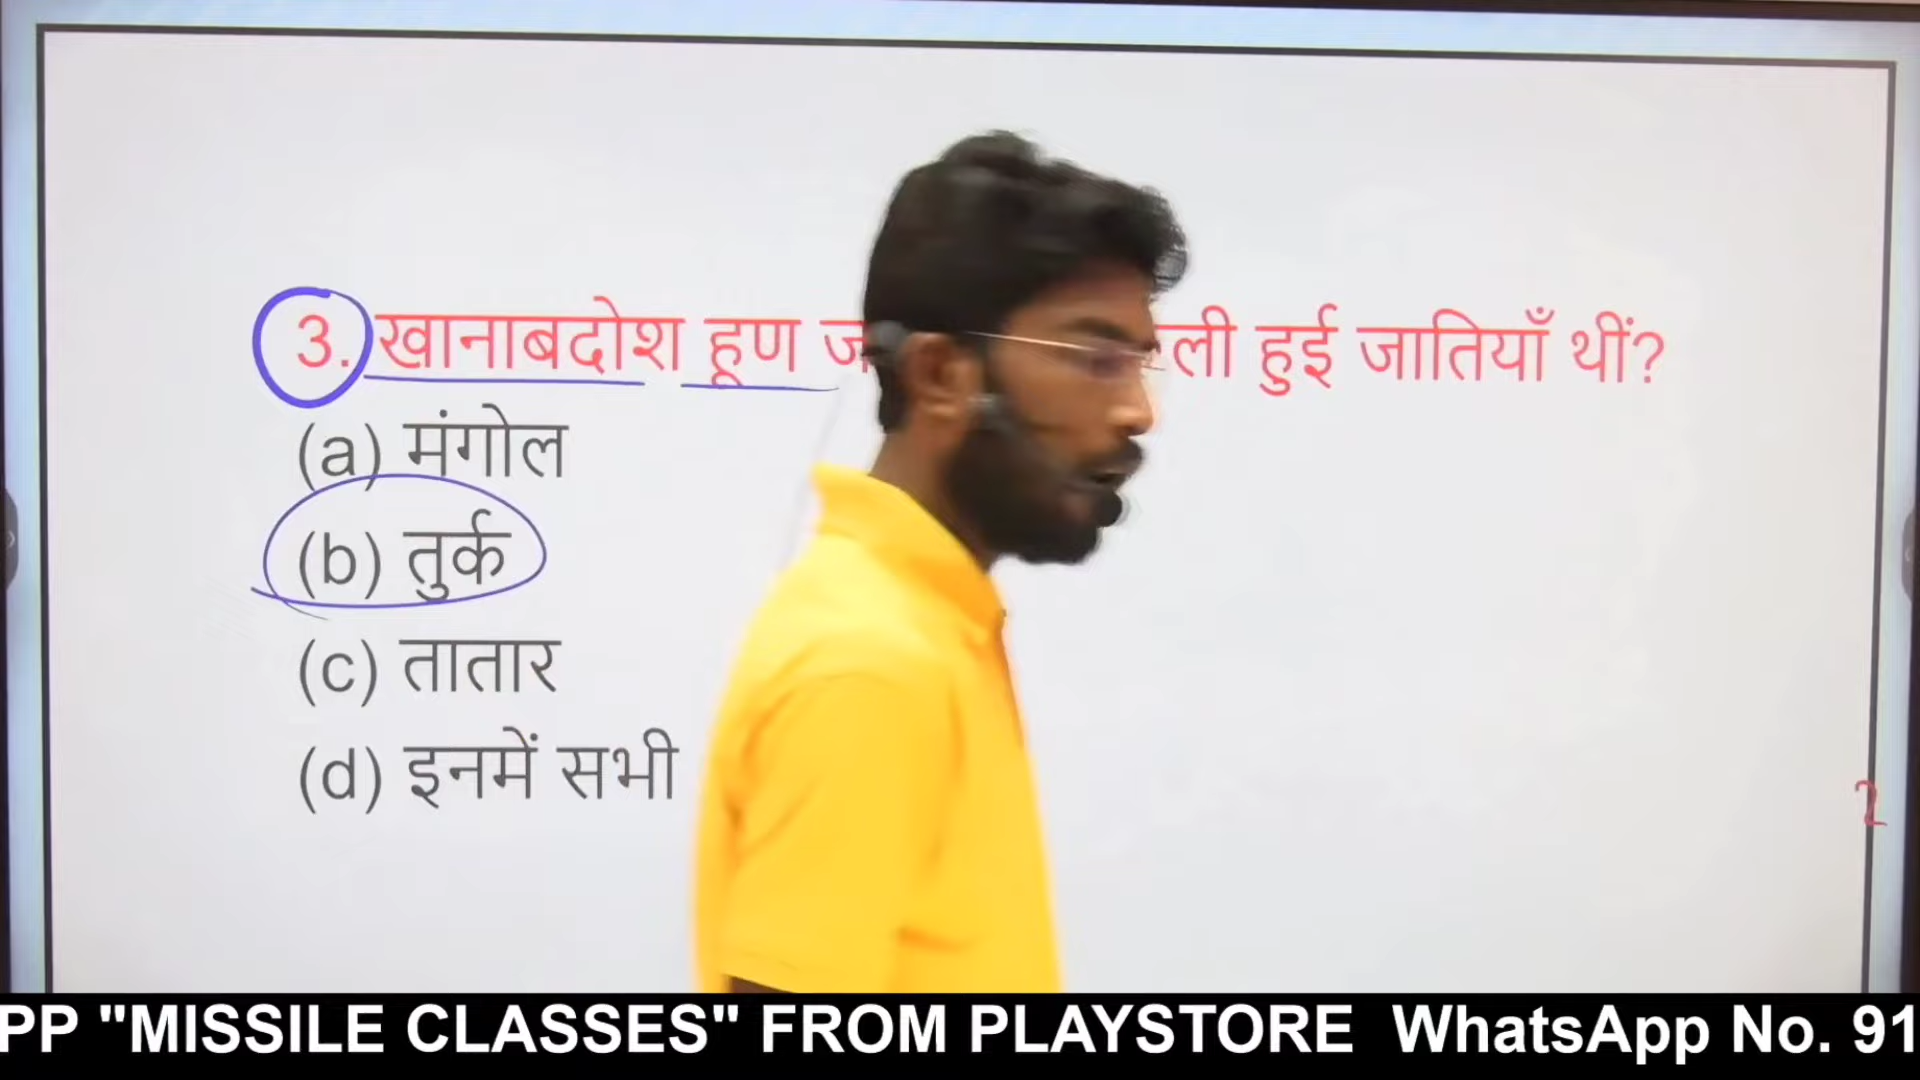 3. खानाबदोश हूण हुई जातियाँ थीं?
(a) मंगोल
(b) तुर्क
(c) तातार
(d) इनमें सभी
2
PP "MISSILE CLASSES" FROM PLAYSTORE WhatsApp No. 91